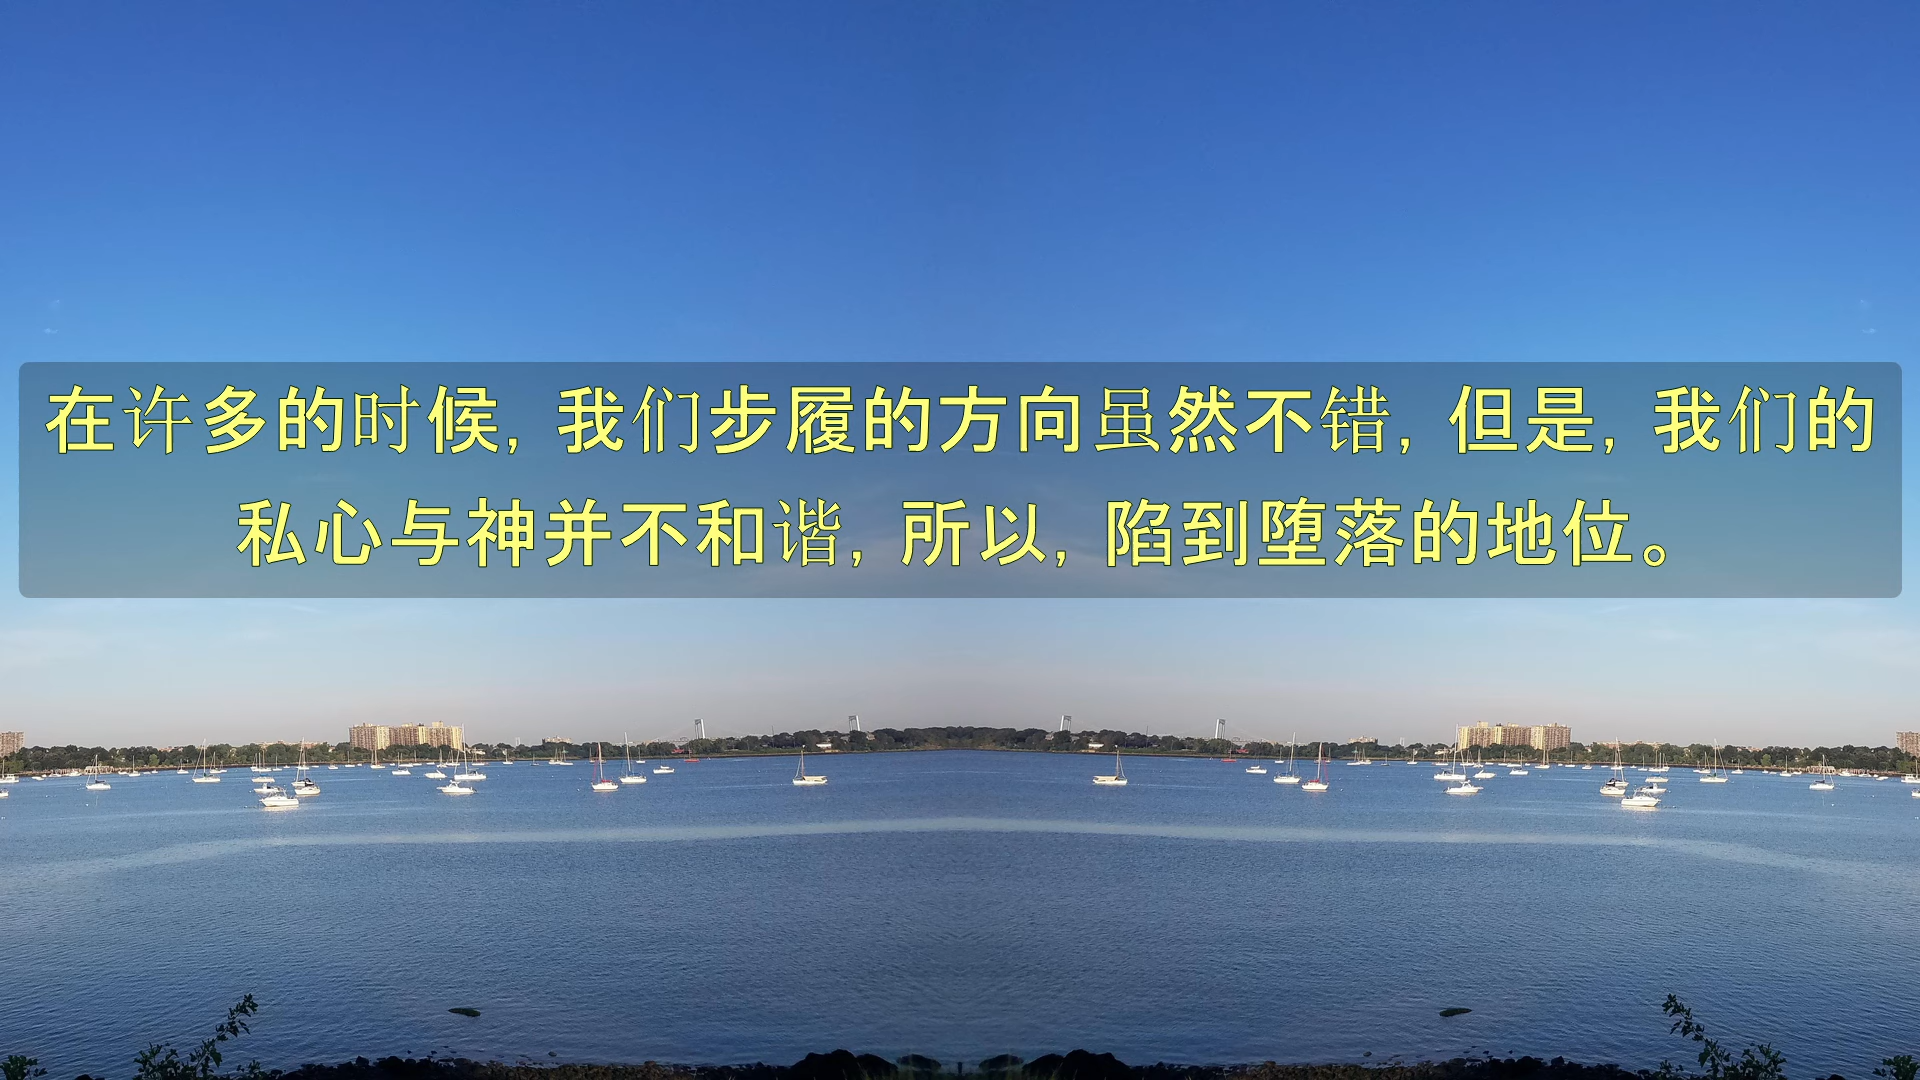 在许多的时候, 我们步履的方向虽然不错, 但是, 我们的
私心与神并不和谐, 所以, 陷到堕落的地位。